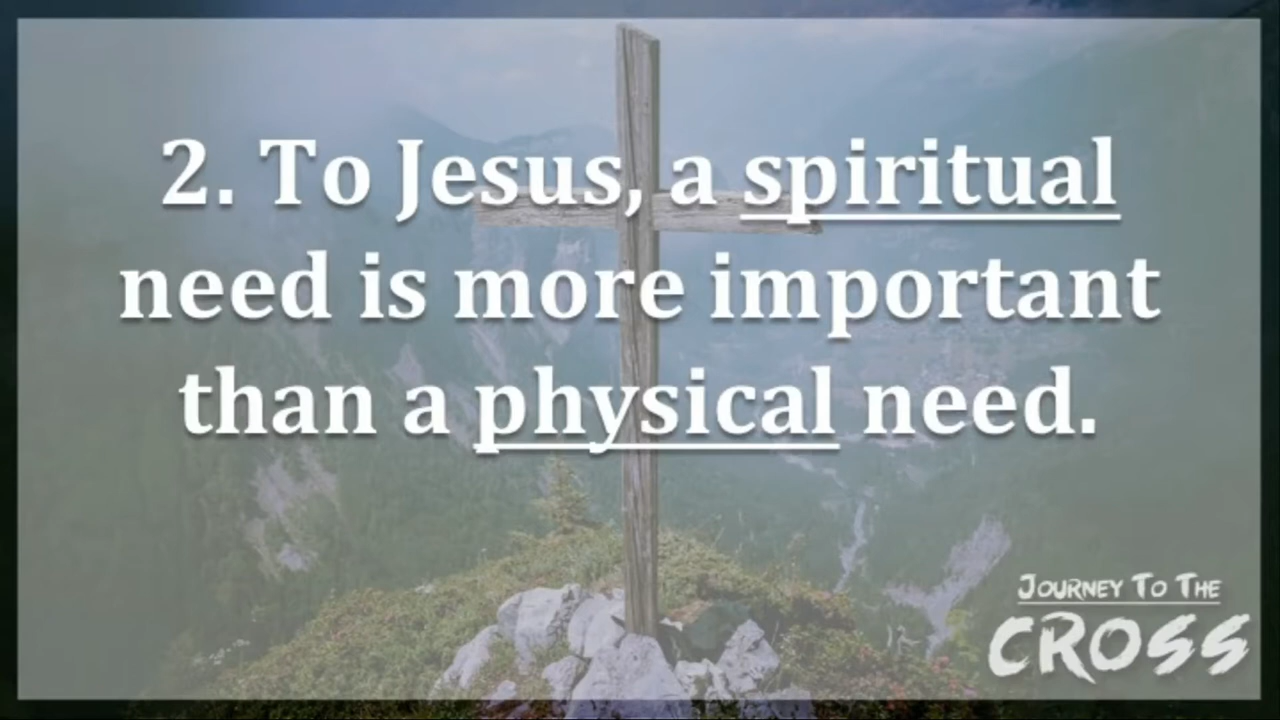 2. To Jesus, a spiritual
need is more important
than a physical need.
JOURNEY TO THE
CROSS